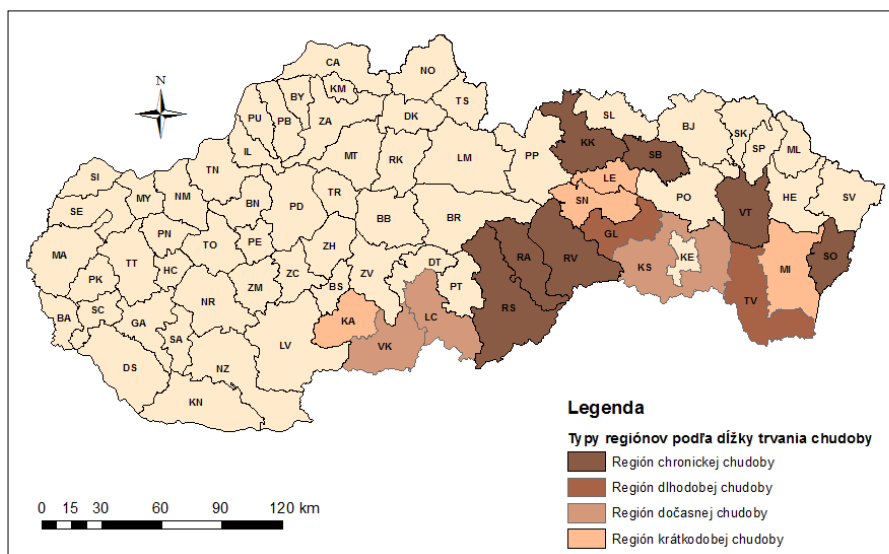 N
CA
NO
KM
BY
TS
PU
PB
ZA
DK
SL
BJ
SK
SP
ML
IL
MT
RK
LM
PP
KK
SB
SI
TN
LE
MY
NM
BN
PD
TR
SN
PO
VT
HE
SV
SE
BB
BR
PN
TO
PE
ZH
GL
MA
TT
HC
DT
RA
RV
KS
KE
MI
SO
PK
ZM
ZC
BS
ZV
PT
NR
TV
BA
SC
GA
SA
KA
LC
RS
DS
NZ
LV
VK
KN
Legenda
Typy regiónov podľa dĺžky trvania chudoby
Región chronickej chudoby
Región dlhodobej chudoby
Región dočasnej chudoby
Región krátkodobej chudoby
0 15 30 60 90 120 km